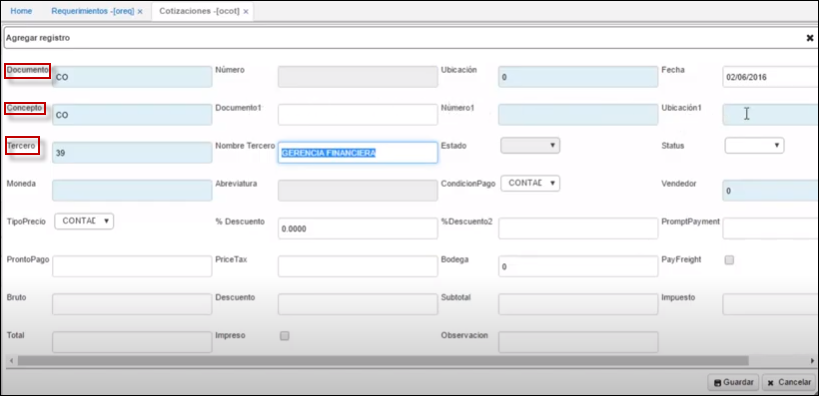 Home Requerimientos -[oreq] x Cotizaciones -[ocot] x
Agregar registro
Documento CO Número Ubicación 0 Fecha 02/06/2016
Concepto CO Documento1 Número1 Ubicación1
Tercero 39 Nombre Tercero GERENCIA FINANCIERA Estado Status
Moneda Abreviatura CondicionPago CONTAD Vendedor 0
TipoPrecio CONTAD % Descuento 0.0000 %Descuento2 PromptPayment
ProntoPago PriceTax Bodega 0 PayFreight
Bruto Descuento Subtotal Impuesto
Total Impreso Observacion
Guardar Cancelar